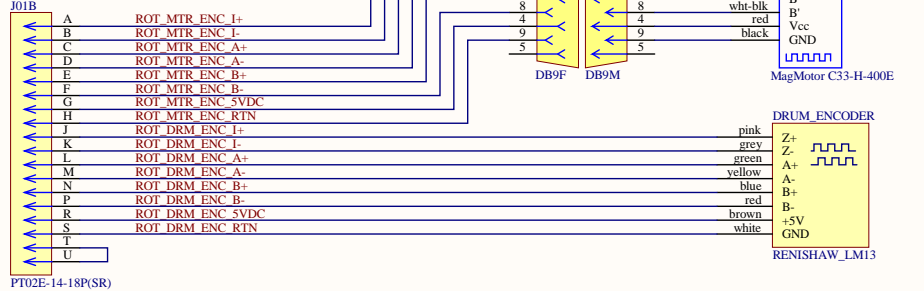 J01B
A ROT_MTR_ENC_I+
B ROT_MTR_ENC_I-
C ROT_MTR_ENC_A+
D ROT_MTR_ENC_A-
E ROT_MTR_ENC_B+
F ROT_MTR_ENC_B-
G ROT_MTR_ENC_5VDC
H ROT_MTR_ENC_RTN
J ROT_DRM_ENC_I+
K ROT_DRM_ENC_I-
L ROT_DRM_ENC_A+
M ROT_DRM_ENC_A-
N ROT_DRM_ENC_B+
P ROT_DRM_ENC_B-
R ROT_DRM_ENC_5VDC
S ROT_DRM_ENC_RTN
T
U
PT02E-14-18P(SR)
8
4
9
5
DB9F
8
4
9
5
DB9M
wht-blk B'
red Vcc
black GND
MagMotor C33-H-400E
DRUM_ENCODER
pink Z+
grey Z-
green A+
yellow A-
blue B+
red B-
brown +5V
white GND
RENISHAW_LM13